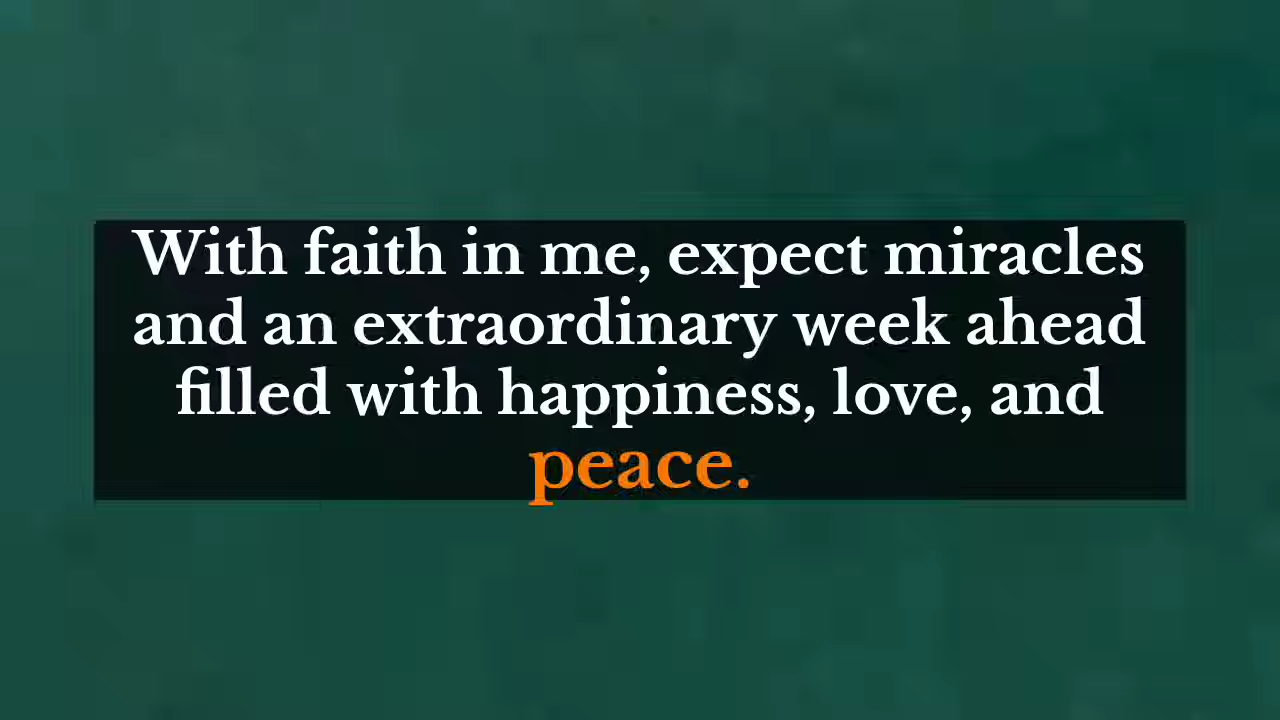 With faith in me, expect miracles
and an extraordinary week ahead
filled with happiness, love, and
peace.